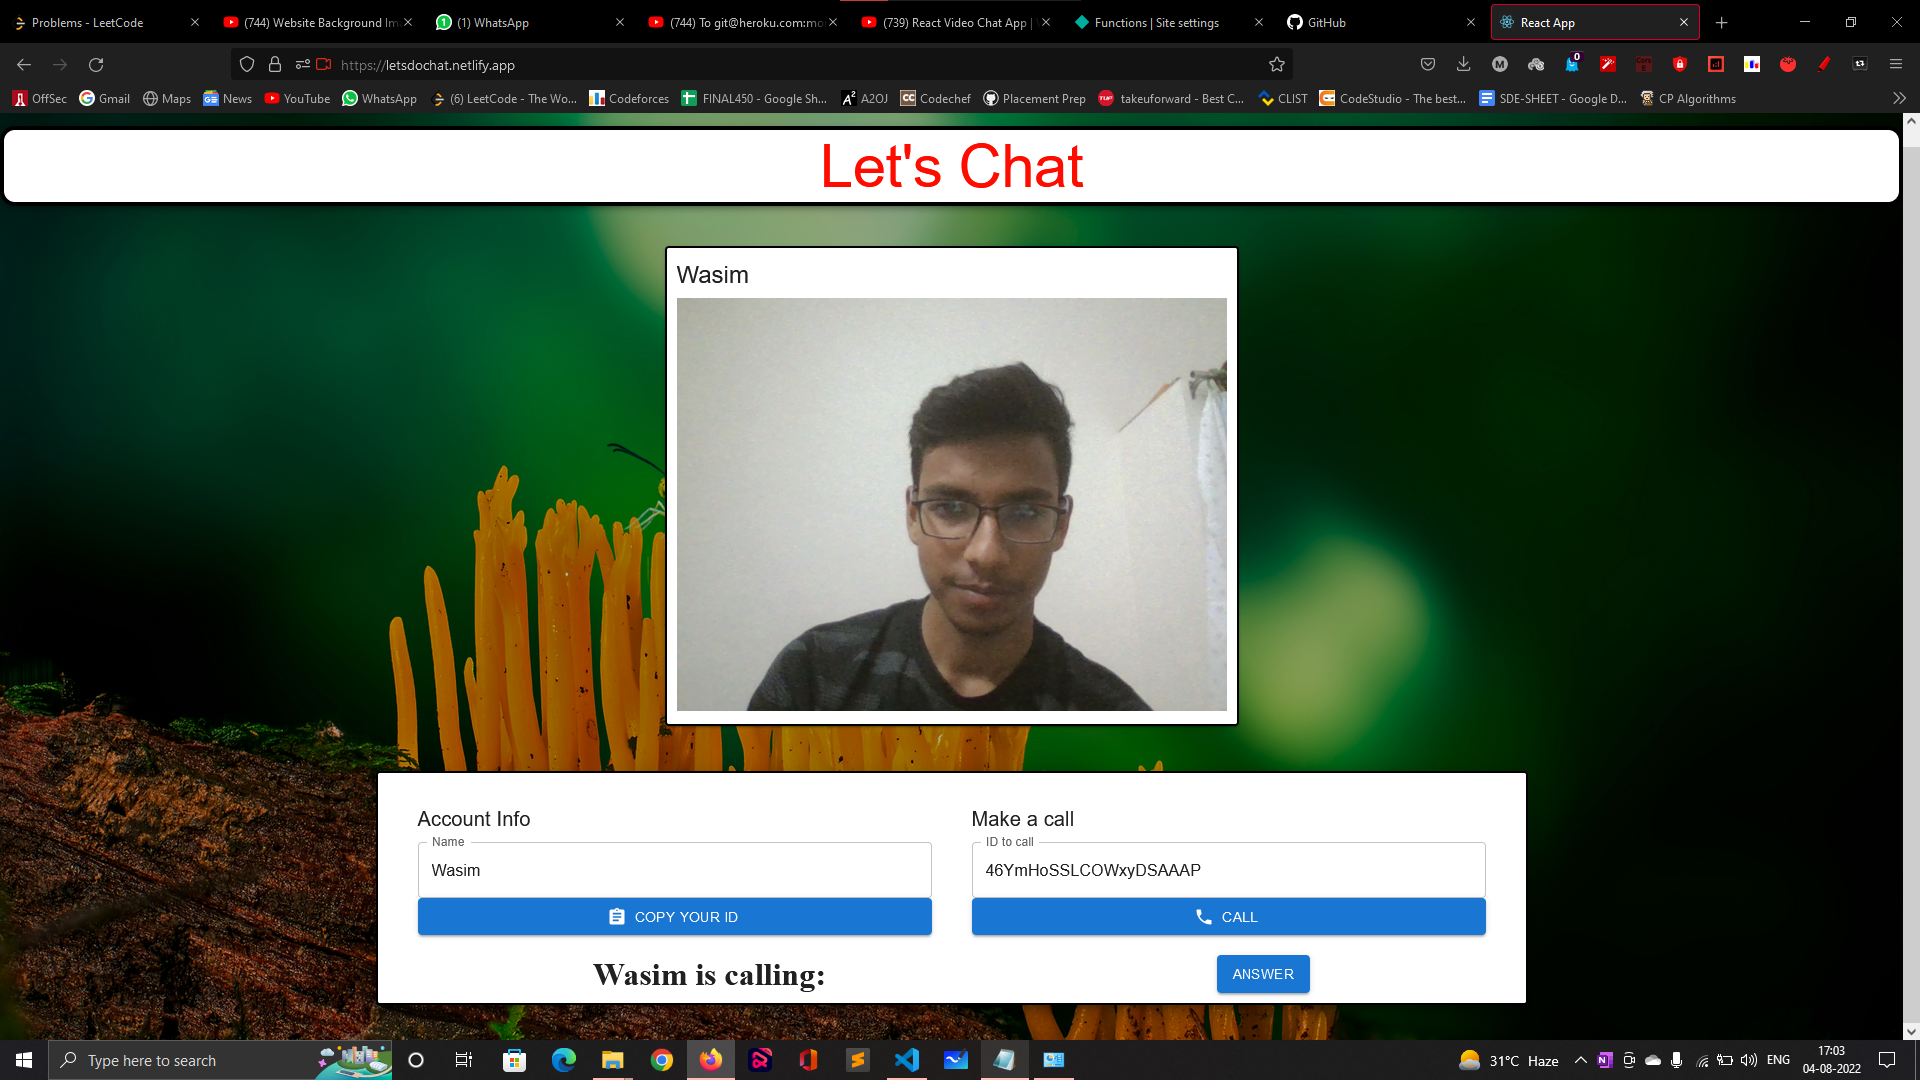 Problems - LeetCode
(744) Website Background Im
(1) WhatsApp
(744) To git@heroku.com:mo
(739) React Video Chat App |
Functions | Site settings
GitHub
React App
https://letsdochat.netlify.app
0
OffSec
Gmail
Maps
News
YouTube
WhatsApp
(6) LeetCode - The Wo...
Codeforces
FINAL450 - Google Sh...
A2OJ
Codechef
Placement Prep
takeuforward - Best C...
CLIST
CodeStudio - The best...
SDE-SHEET - Google D...
CP Algorithms
Let's Chat
Wasim
Account Info
Name
Wasim
COPY YOUR ID
Make a call
ID to call
46YmHoSSLCOWxyDSAAAP
CALL
Wasim is calling:
ANSWER
Type here to search
31°C Haze
ENG
17:03
04-08-2022